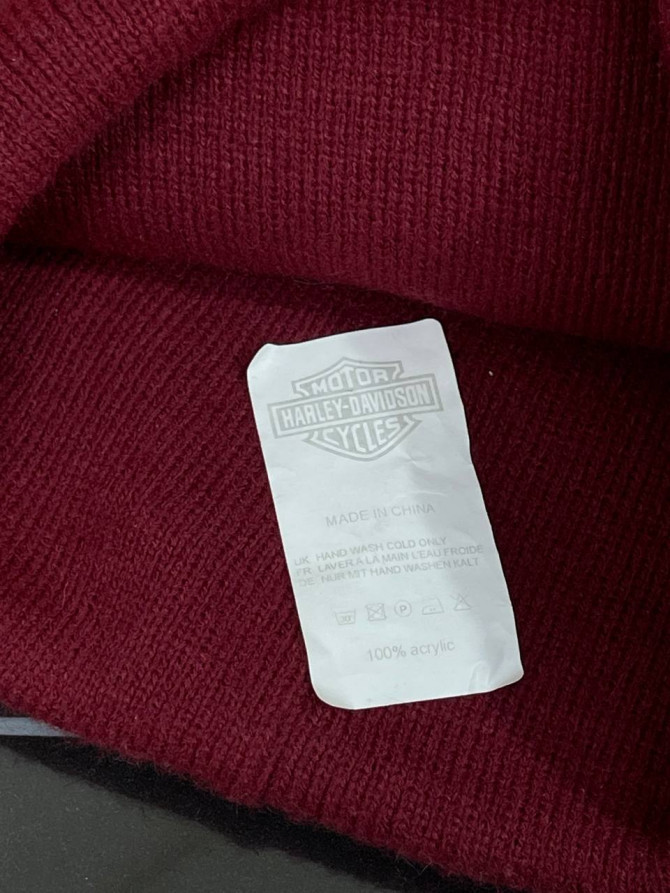 MOTOR
HARLEY-DAVIDSON
CYCLES
MADE IN CHINA
UK HAND WASH COLD ONLY
FR: LAVER A LA MAIN L'EAU FROIDE
DE: NUR MIT HAND WASHEN KALT
P
100% acrylic